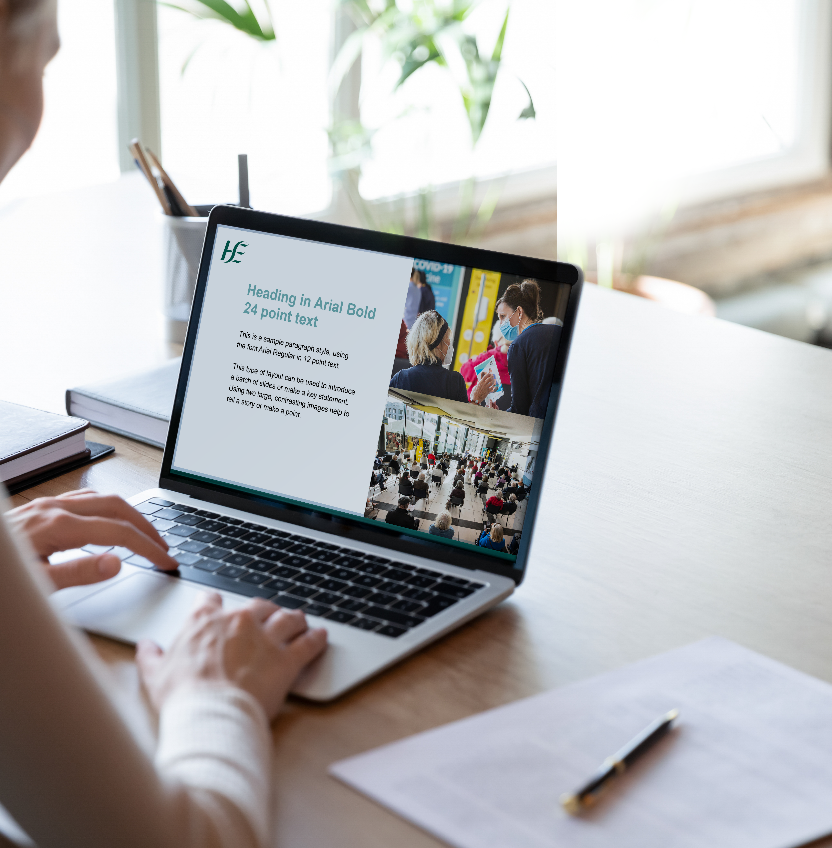 HSE
Heading in Arial Bold
24 point text
This is a sample paragraph style, using
the font Arial Regular in 12 point text.
This type of layout can be used to introduce
a batch of slides or make a key statement.
Using two large, contrasting images help to
tell a story or make a point.
COVID-19